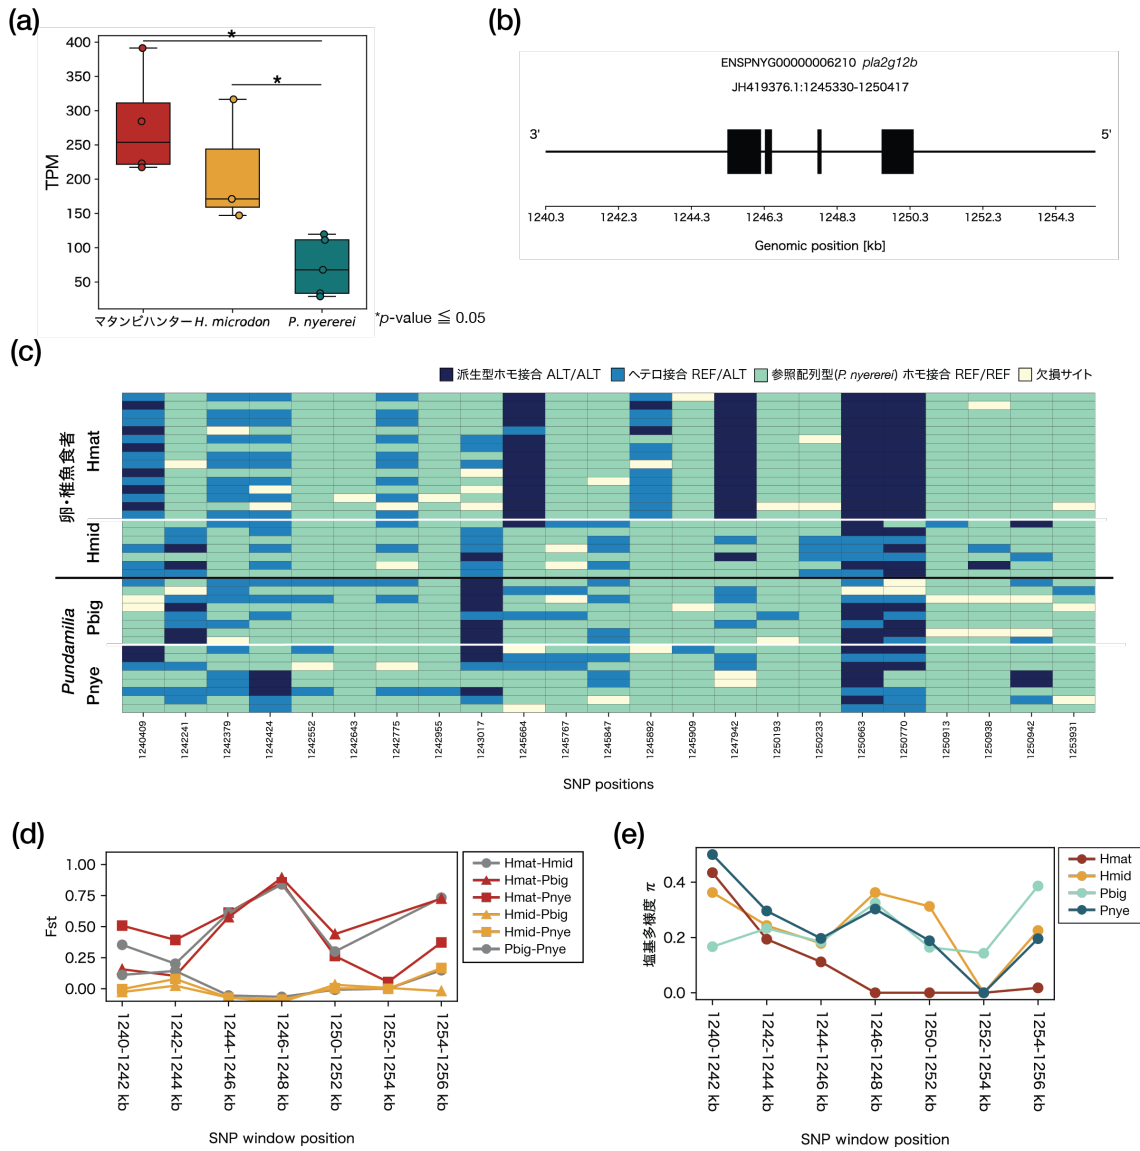 (a)
400
350
300
250
200
150
100
50
TPM
*
*
マタンビハンター
H. microdon
P. nyererei
*p-value ≦ 0.05
(b)
ENSPNYG00000006210 pla2g12b
JH419376.1:1245330-1250417
3'
5'
1240.3
1242.3
1244.3
1246.3
1248.3
1250.3
1252.3
1254.3
Genomic position [kb]
(c)
派生型ホモ接合 ALT/ALT
ヘテロ接合 REF/ALT
参照配列型(P. nyererei) ホモ接合 REF/REF
欠損サイト
卵・稚魚食者
Hmat
Hmid
Pundamilia
Pbig
Pnye
1240409
1242241
1242379
1242424
1242552
1242643
1242775
1242955
1243017
1245664
1245767
1245847
1245892
1245909
1247942
1250193
1250233
1250663
1250770
1250913
1250938
1250942
1253931
SNP positions
(d)
1.00
0.75
0.50
0.25
0.00
Fst
Hmat-Hmid
Hmat-Pbig
Hmat-Pnye
Hmid-Pbig
Hmid-Pnye
Pbig-Pnye
1240-1242 kb
1242-1244 kb
1244-1246 kb
1246-1248 kb
1250-1252 kb
1252-1254 kb
1254-1256 kb
SNP window position
(e)
0.4
0.2
0.0
塩基多様度 π
Hmat
Hmid
Pbig
Pnye
1240-1242 kb
1242-1244 kb
1244-1246 kb
1246-1248 kb
1250-1252 kb
1252-1254 kb
1254-1256 kb
SNP window position